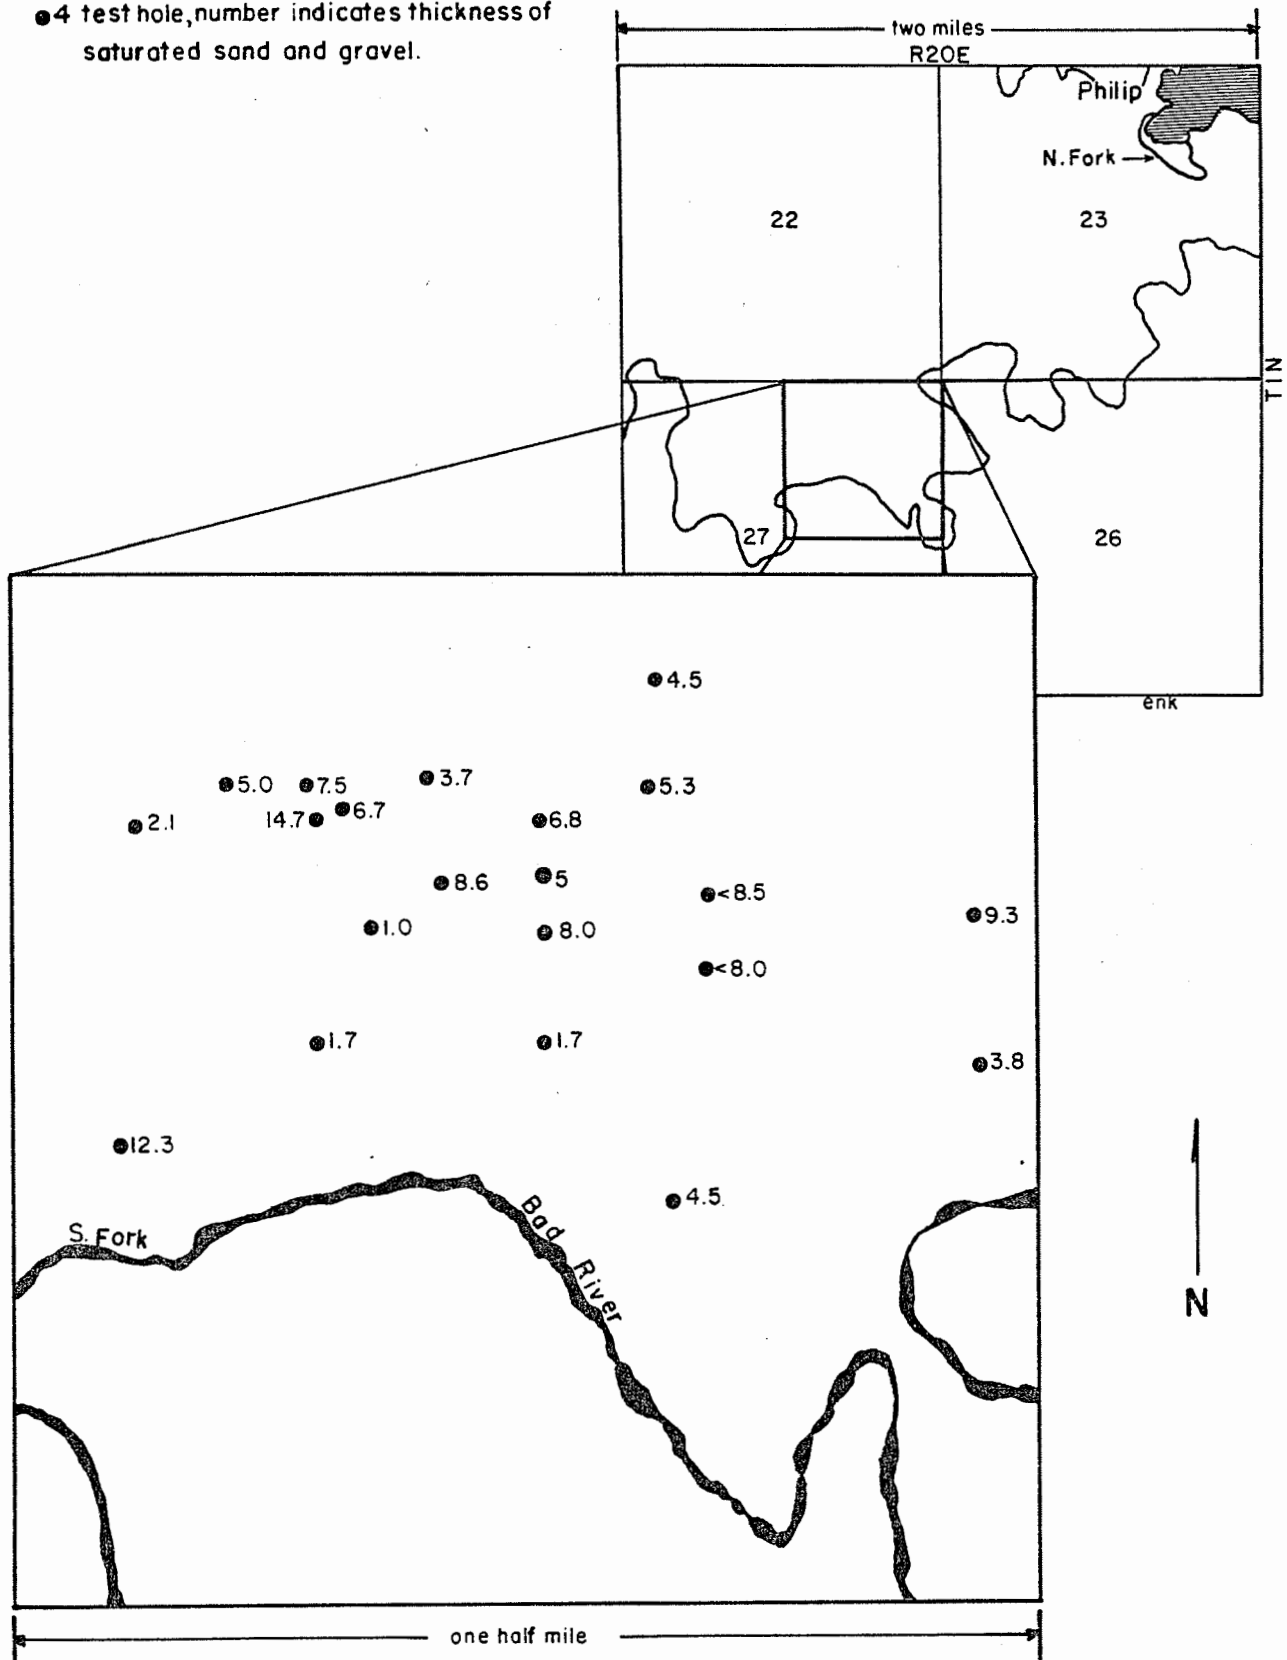 ●4 test hole, number indicates thickness of
saturated sand and gravel.
two miles
R20E
Philip
N. Fork
22
23
T1N
27
26
enk
4.5
5.0
7.5
3.7
5.3
2.1
14.7
6.7
6.8
8.6
5
<8.5
9.3
1.0
8.0
<8.0
1.7
1.7
3.8
12.3
4.5
S. Fork
Bad River
N
one half mile